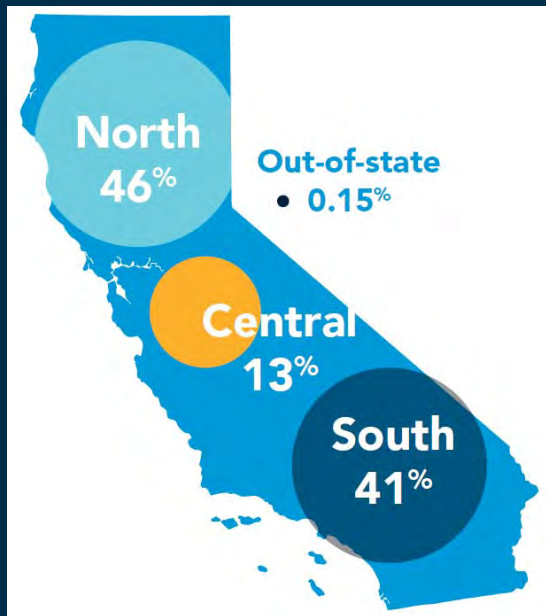 North
46%
Out-of-state
• 0.15%
Central
13%
South
41%